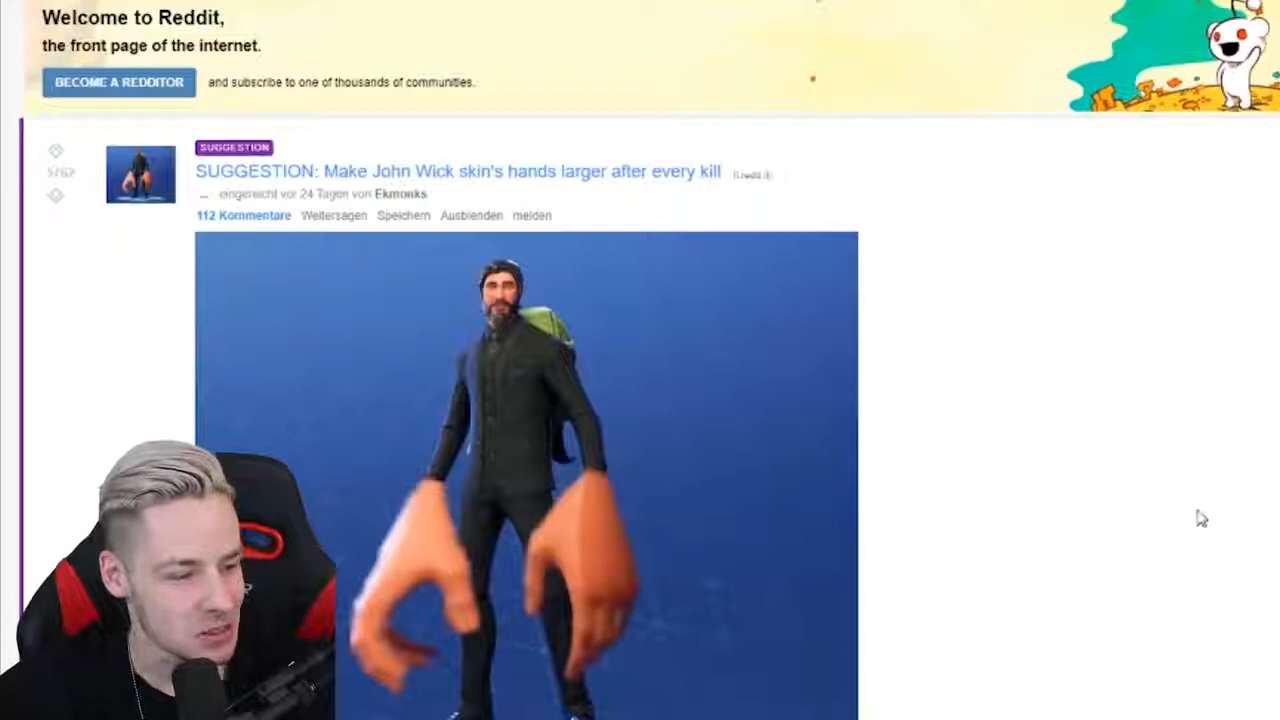 Welcome to Reddit,
the front page of the internet.
BECOME A REDDITOR and subscribe to one of thousands of communities.
SUGGESTION
SUGGESTION: Make John Wick skin's hands larger after every kill (i.redd.it)
... eingereicht vor 24 Tagen von Ekmonks
112 Kommentare Weitersagen Speichern Ausblenden melden